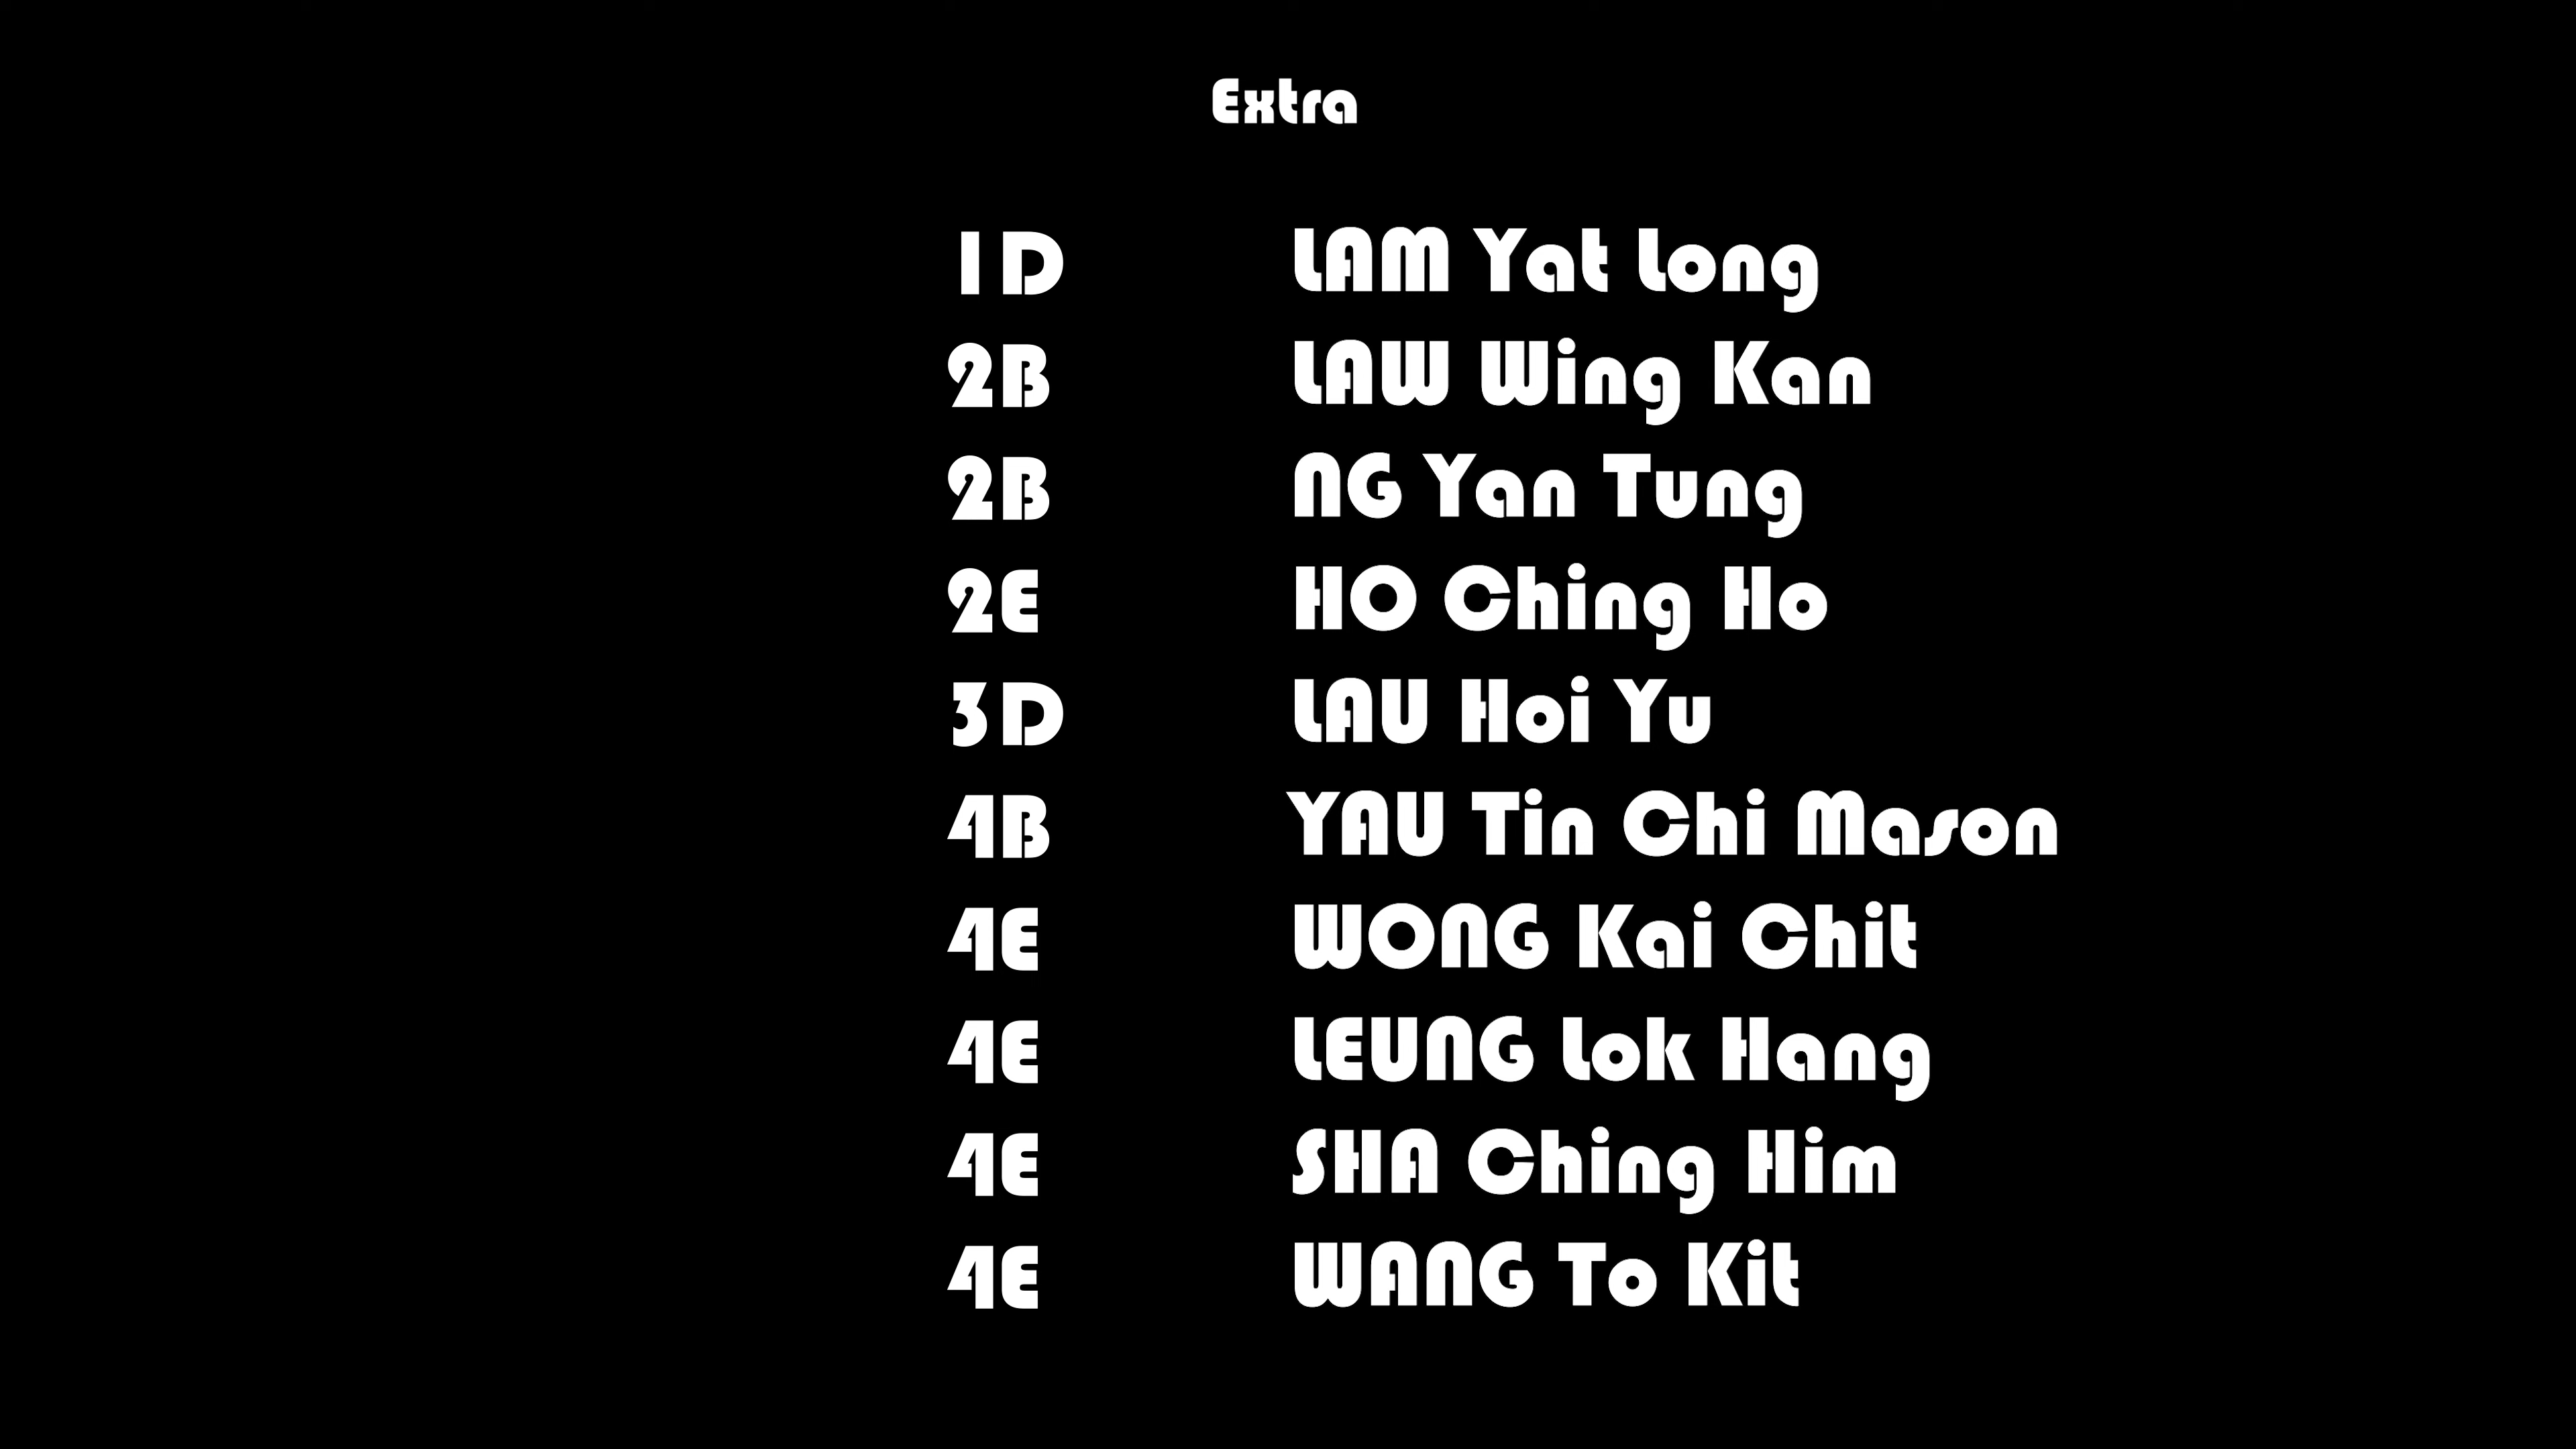 Extra
1D LAM Yat Long
2B LAW Wing Kan
2B NG Yan Tung
2E HO Ching Ho
3D LAU Hoi Yu
4B YAU Tin Chi Mason
4E WONG Kai Chit
4E LEUNG Lok Hang
4E SHA Ching Him
4E WANG To Kit